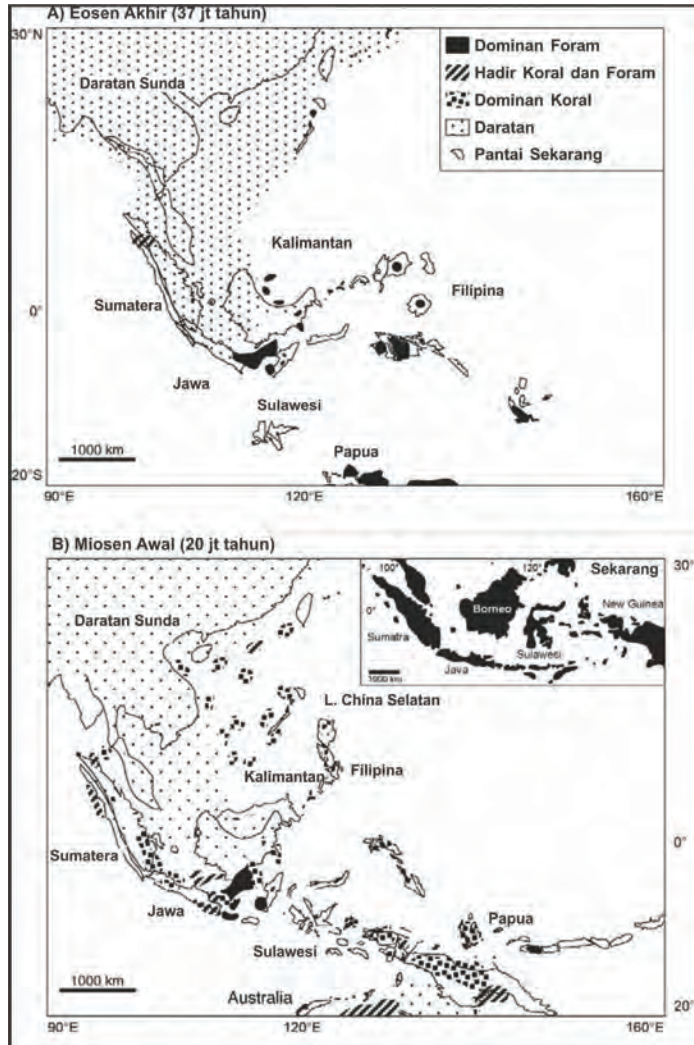 A) Eosen Akhir (37 jt tahun)
30°N
Daratan Sunda
Dominan Foram
Hadir Koral dan Foram
Dominan Koral
Daratan
Pantai Sekarang
Kalimantan
Filipina
Sumatera
0°
Jawa
Sulawesi
1000 km
Papua
20°S
90°E
120°E
160°E
B) Miosen Awal (20 jt tahun)
30°
100°
120°
Sekarang
Daratan Sunda
0°
Borneo
New Guinea
Sumatra
Sulawesi
Java
1000 km
L. China Selatan
Kalimantan
Filipina
0°
Sumatera
Jawa
Papua
Sulawesi
1000 km
Australia
20°
90°E
120°E
160°E